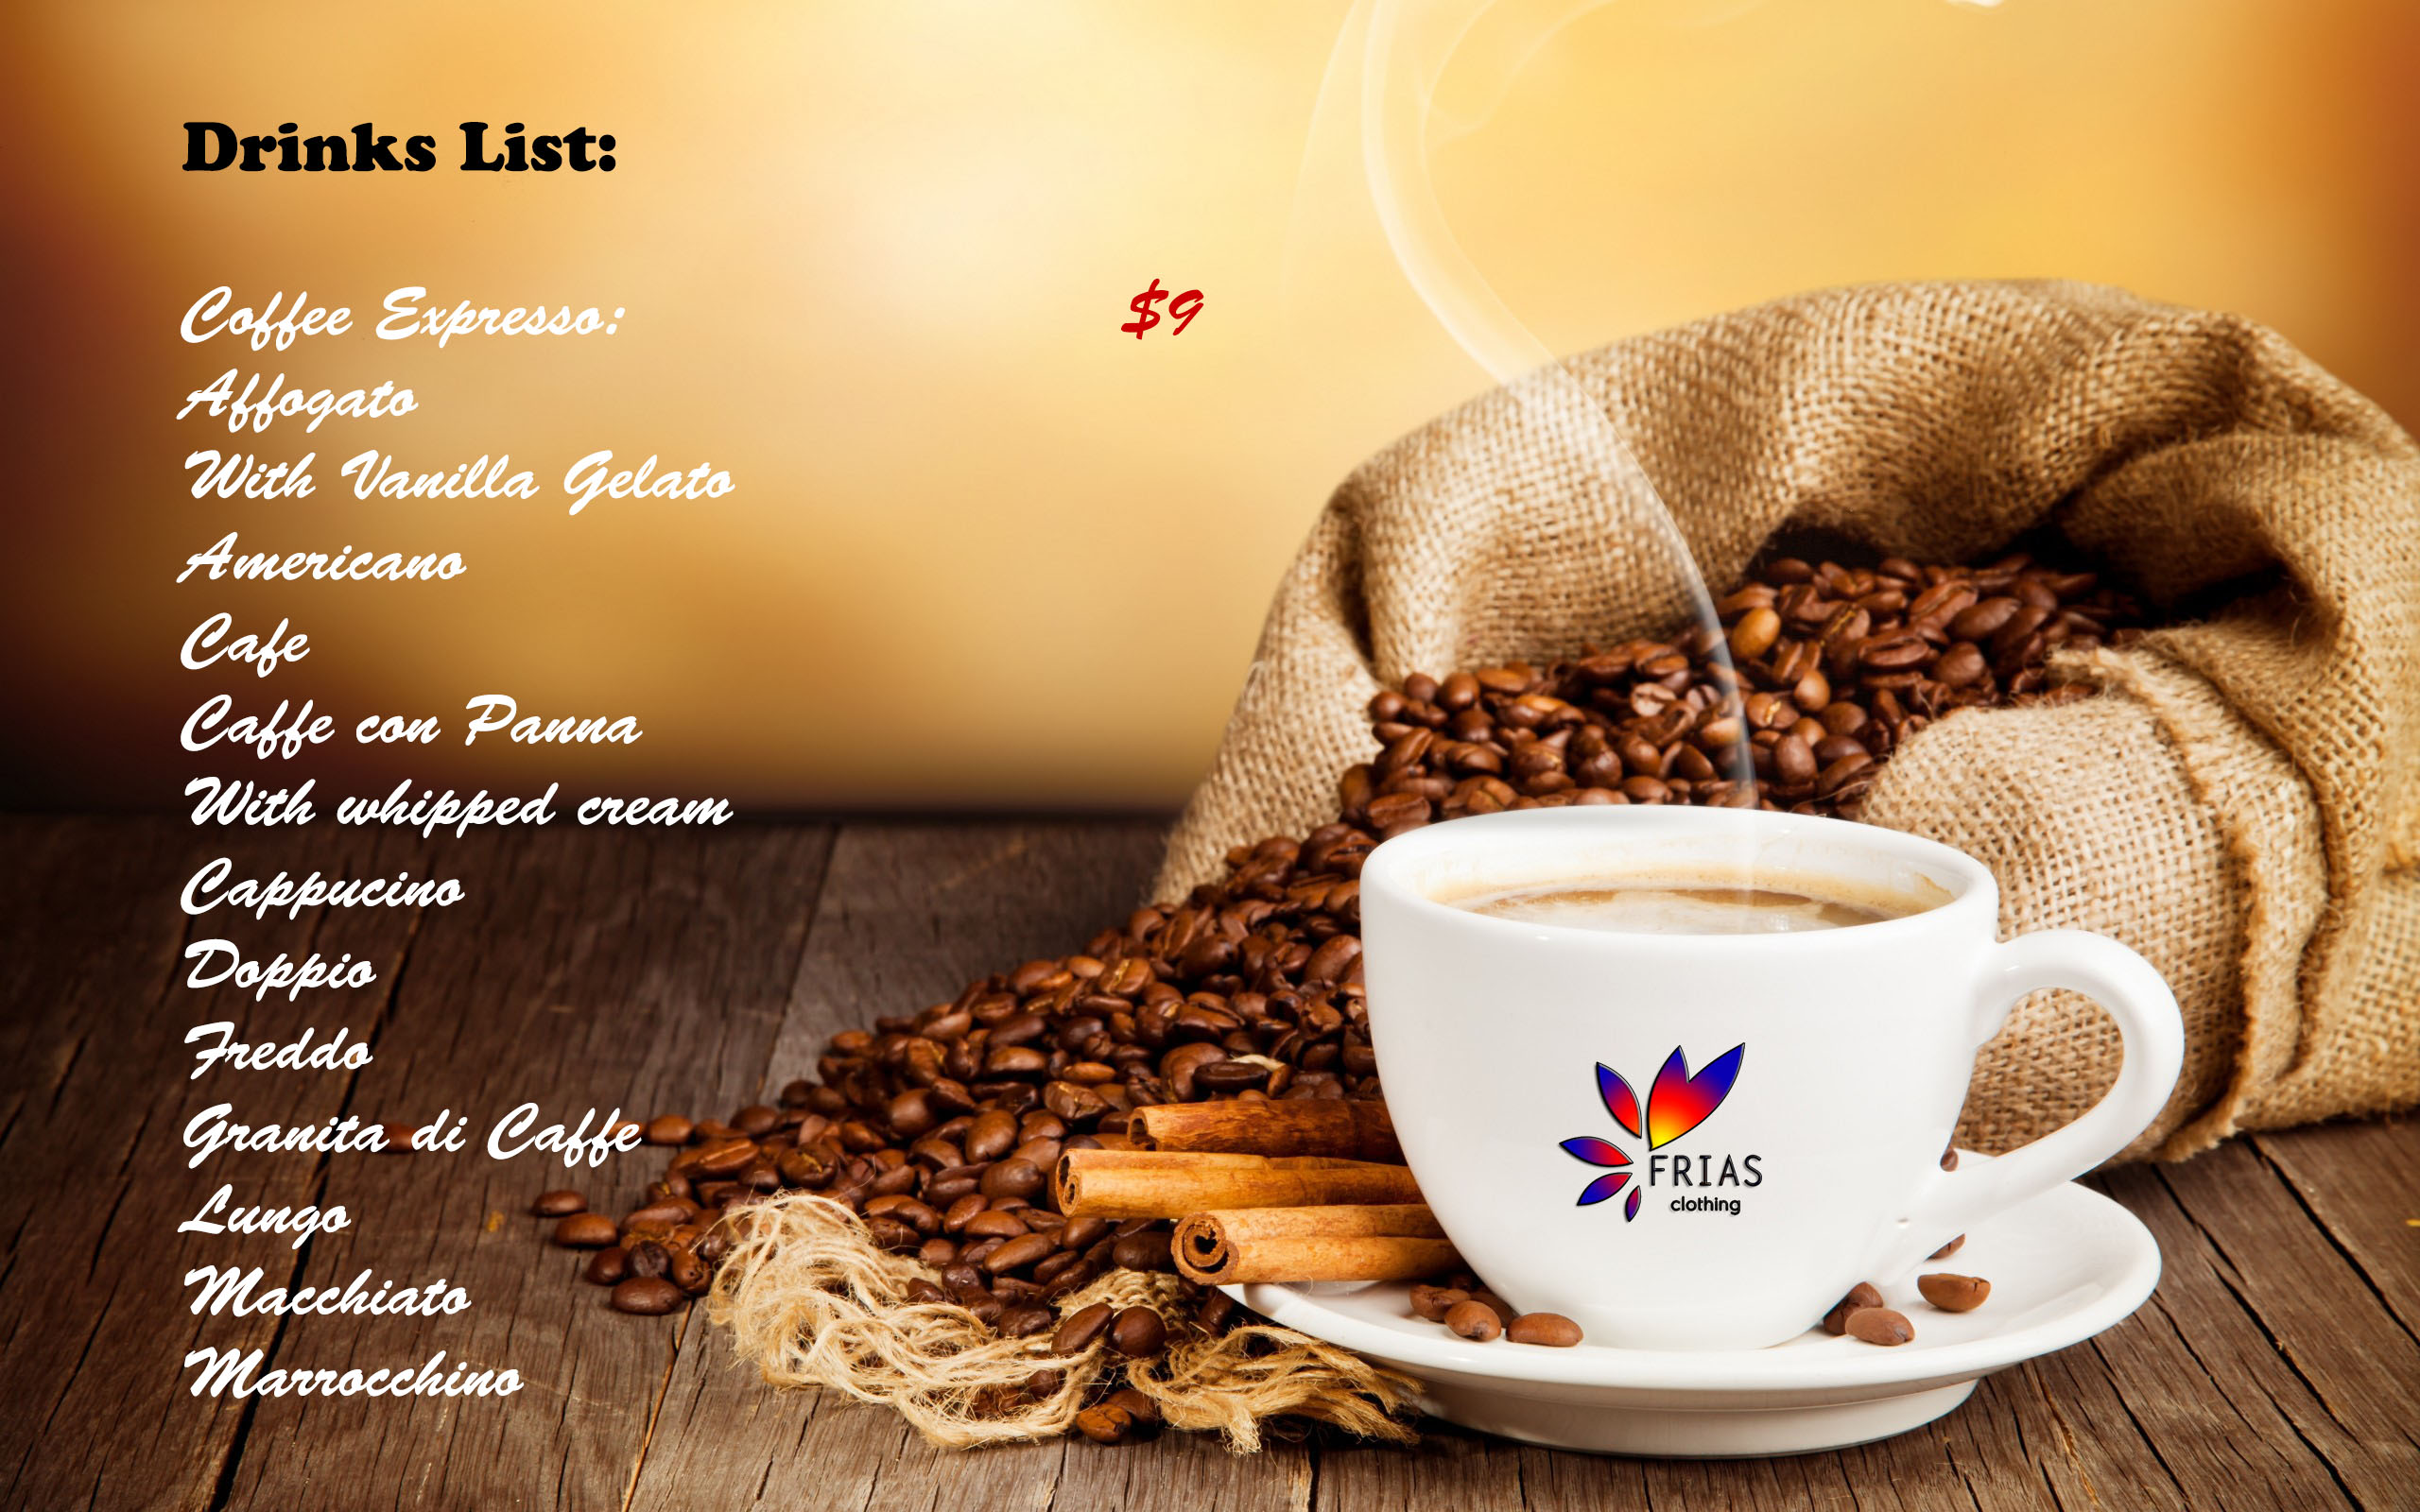 Drinks List:
Coffee Expresso: $9
Affogato
With Vanilla Gelato
Americano
Cafe
Caffe con Panna
With whipped cream
Cappucino
Doppio
Freddo
Granita di Caffe
Lungo
Macchiato
Marrocchino
FRIAS
clothing